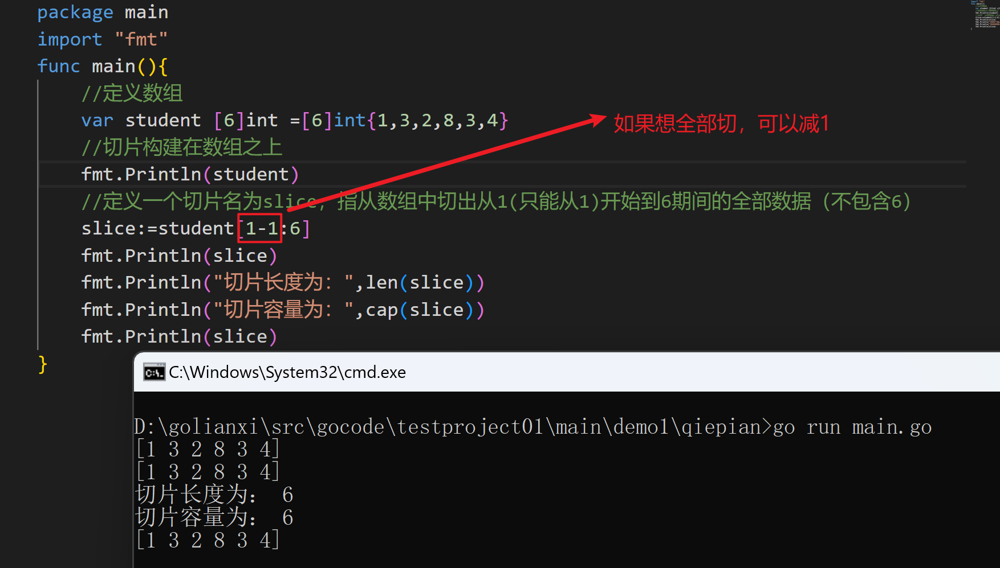 package main
import "fmt"
func main(){
//定义数组
var student [6]int =[6]int{1,3,2,8,3,4}
如果想全部切，可以减1
//切片构建在数组之上
fmt.Println(student)
//定义一个切片名为slice，指从数组中切出从1(只能从1)开始到6期间的全部数据（不包含6）
slice:=student[1-1:6]
fmt.Println(slice)
fmt.Println("切片长度为：",len(slice))
fmt.Println("切片容量为：",cap(slice))
fmt.Println(slice)
}
C:\Windows\System32\cmd.exe
D:\golianxi\src\gocode\testproject01\main\demo1\qiepian>go run main.go
[1 3 2 8 3 4]
[1 3 2 8 3 4]
切片长度为： 6
切片容量为： 6
[1 3 2 8 3 4]